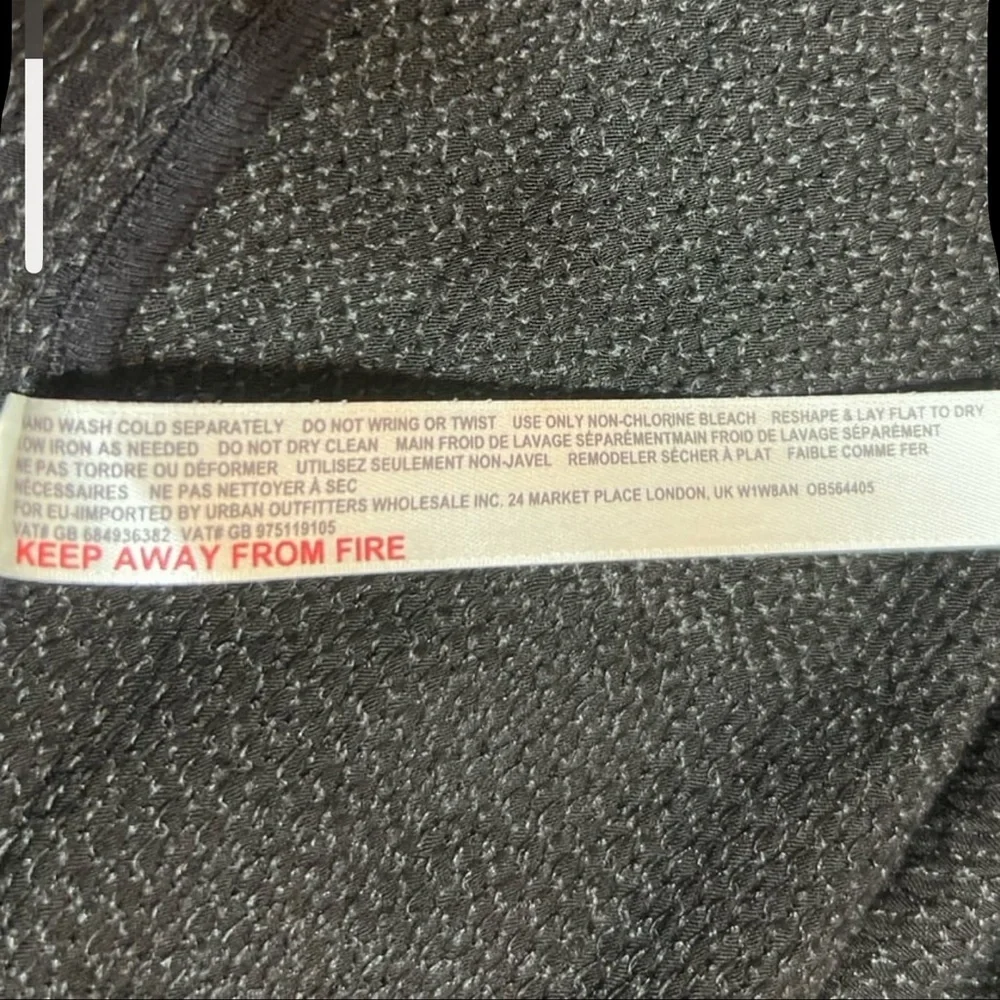 AND WASH COLD SEPARATELY DO NOT WRING OR TWIST USE ONLY NON-CHLORINE BLEACH RESHAPE & LAY FLAT TO DRY
LOW IRON AS NEEDED DO NOT DRY CLEAN MAIN FROID DE LAVAGE SÉPARÉMENTMAIN FROID DE LAVAGE SÉPARÉMENT
NE PAS TORDRE OU DÉFORMER UTILISEZ SEULEMENT NON-JAVEL REMODELER SÉCHER À PLAT FAIBLE COMME FER
NÉCESSAIRES NE PAS NETTOYER À SEC
FOR EU-IIMPORTED BY URBAN OUTFITTERS WHOLESALE INC. 24 MARKET PLACE LONDON, UK W1W8AN OB564405
VAT# GB 684936382 VAT# GB 975119105
KEEP AWAY FROM FIRE